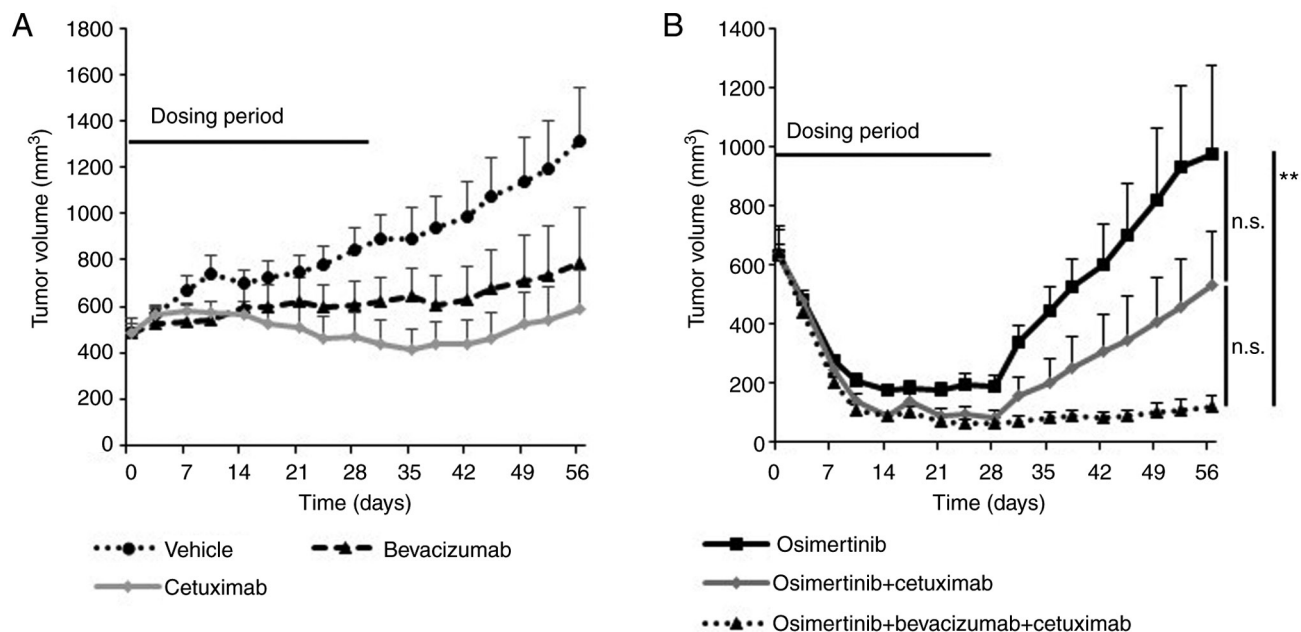 A
1800
1600
1400
1200
1000
800
600
400
200
0
Tumor volume (mm³)
Dosing period
0 7 14 21 28 35 42 49 56
Time (days)
Vehicle
Bevacizumab
Cetuximab
B
1400
1200
1000
800
600
400
200
0
Tumor volume (mm³)
Dosing period
n.s.
**
n.s.
0 7 14 21 28 35 42 49 56
Time (days)
Osimertinib
Osimertinib+cetuximab
Osimertinib+bevacizumab+cetuximab